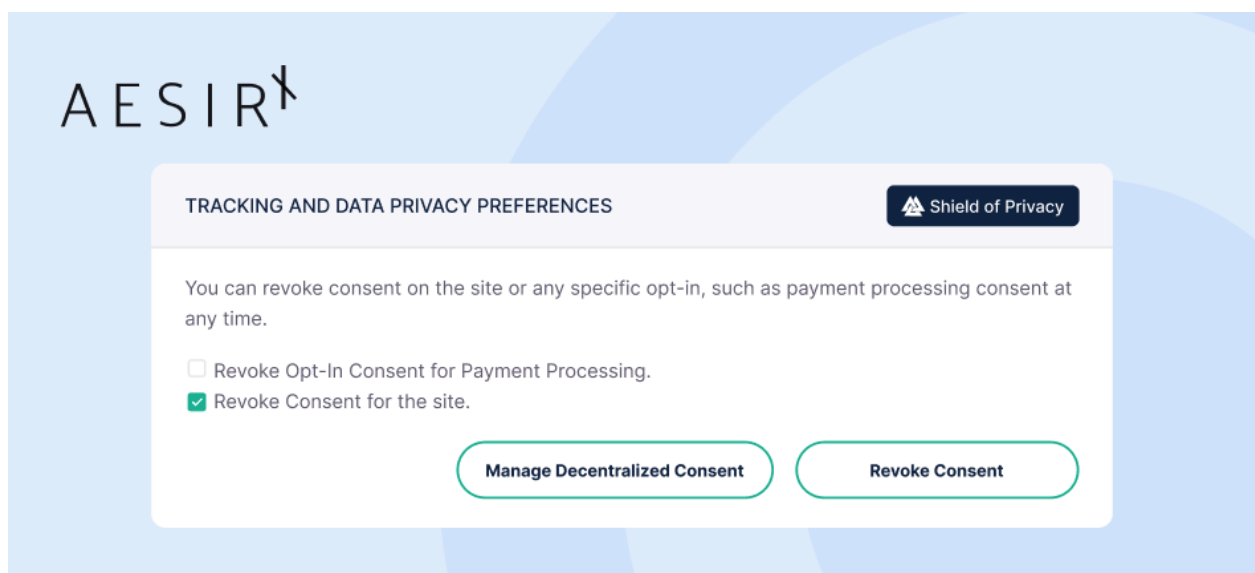 AESIRX
TRACKING AND DATA PRIVACY PREFERENCES
Shield of Privacy
You can revoke consent on the site or any specific opt-in, such as payment processing consent at
any time.
Revoke Opt-In Consent for Payment Processing.
Revoke Consent for the site.
Manage Decentralized Consent
Revoke Consent